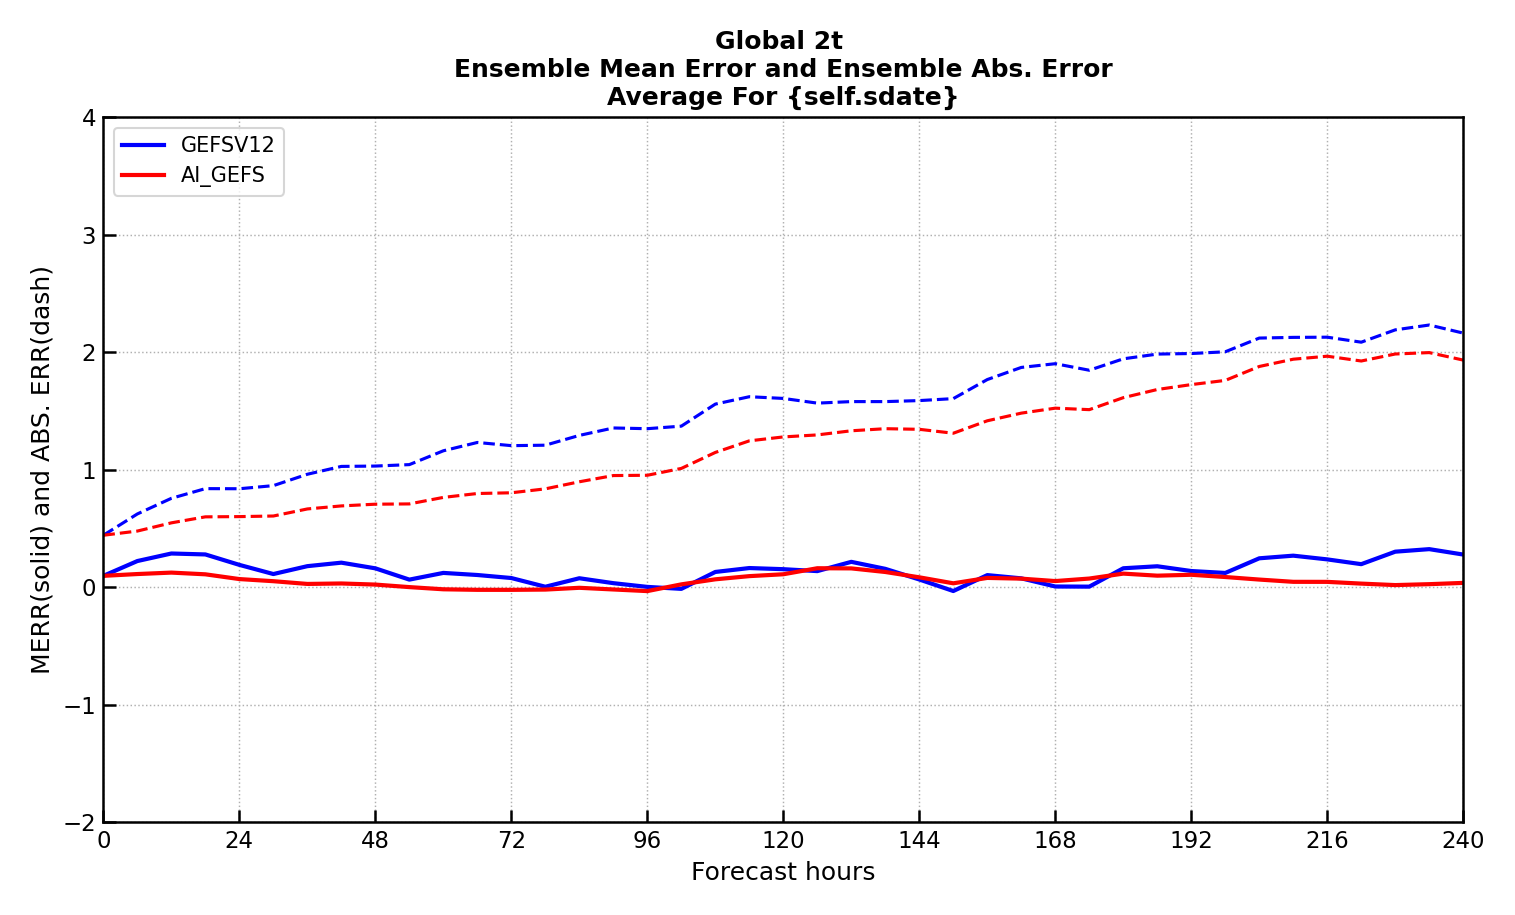 Global 2t
Ensemble Mean Error and Ensemble Abs. Error
Average For {self.sdate}
GEFSV12
AI_GEFS
MERR(solid) and ABS. ERR(dash)
4
3
2
1
0
−1
−2
0 24 48 72 96 120 144 168 192 216 240
Forecast hours